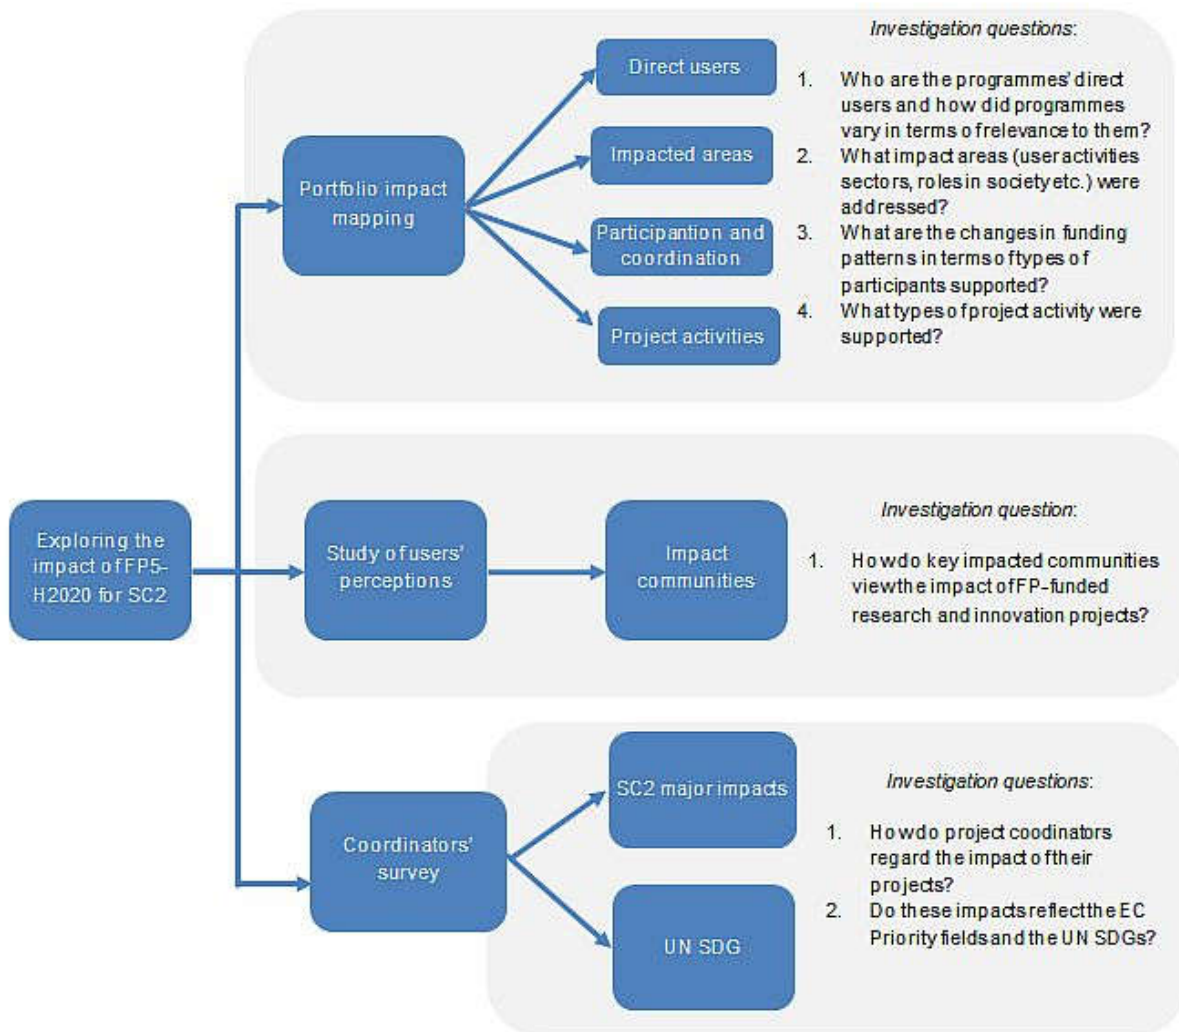 Investigation questions:
Direct users
1. Who are the programmes' direct
users and how did programmes
vary in terms of relevance to them?
Impacted areas
2. What impact areas (user activities
sectors, roles in society etc.) were
addressed?
Portfolio impact
mapping
Participantion and
coordination
3. What are the changes in funding
patterns in terms of types of
participants supported?
Project activities
4. What types of project activity were
supported?
Exploring the
impact of FP5-
H2020 for SC2
Study of users'
perceptions
Impact
communities
Investigation question:
1. How do key impacted communities
view the impact of FP-funded
research and innovation projects?
Coordinators'
survey
SC2 major impacts
UN SDG
Investigation questions:
1. How do project coodinators
regard the impact of their
projects?
2. Do these impacts reflect the EC
Priority fields and the UN SDGs?